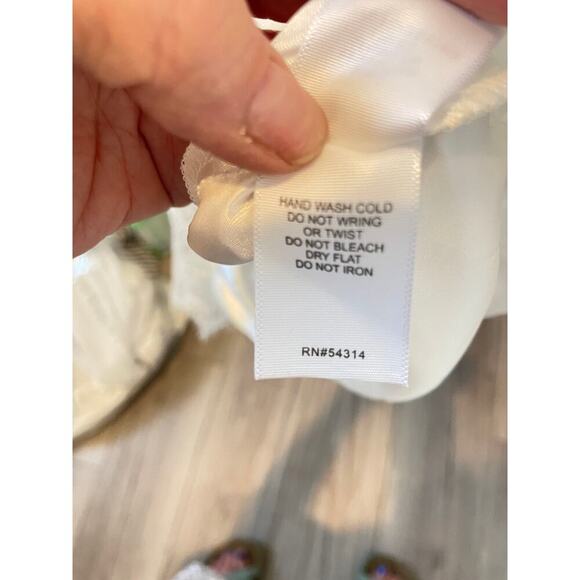 HAND WASH COLD
DO NOT WRING
OR TWIST
DO NOT BLEACH
DRY FLAT
DO NOT IRON
RN#54314